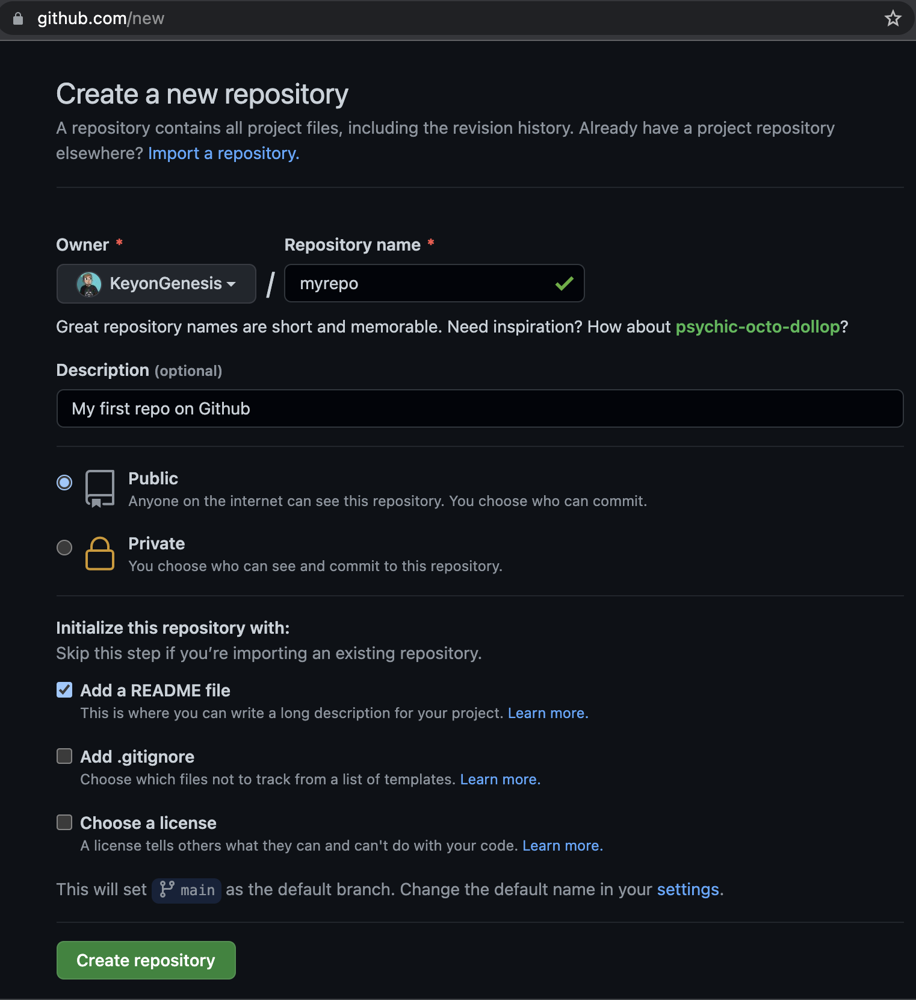 github.com/new
Create a new repository
A repository contains all project files, including the revision history. Already have a project repository
elsewhere? Import a repository.
Owner * Repository name *
KeyonGenesis / myrepo
Great repository names are short and memorable. Need inspiration? How about psychic-octo-dollop?
Description (optional)
My first repo on Github
Public
Anyone on the internet can see this repository. You choose who can commit.
Private
You choose who can see and commit to this repository.
Initialize this repository with:
Skip this step if you’re importing an existing repository.
Add a README file
This is where you can write a long description for your project. Learn more.
Add .gitignore
Choose which files not to track from a list of templates. Learn more.
Choose a license
A license tells others what they can and can't do with your code. Learn more.
This will set main as the default branch. Change the default name in your settings.
Create repository